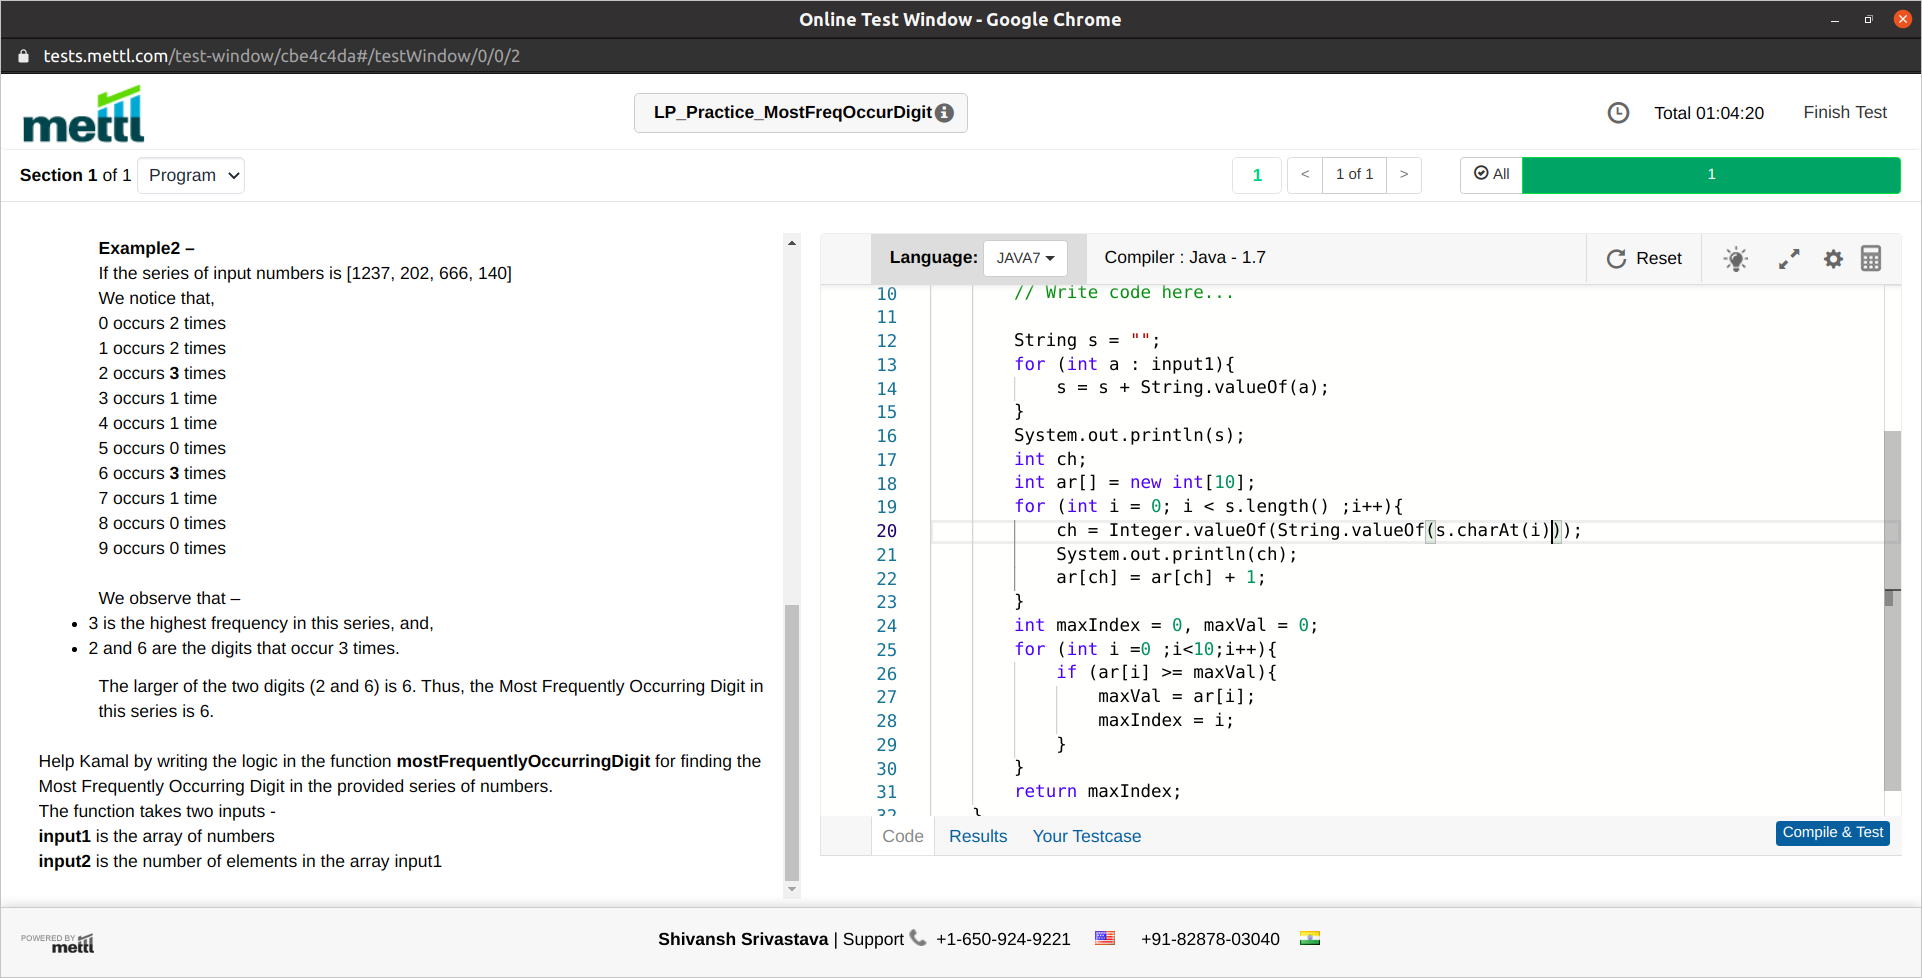 Online Test Window - Google Chrome
tests.mettl.com/test-window/cbe4c4da#/testWindow/0/0/2
mettl
LP_Practice_MostFreqOccurDigit
Total 01:04:20
Finish Test
Section 1 of 1 Program
1
< 1 of 1 >
All 1
Example2 –
If the series of input numbers is [1237, 202, 666, 140]
We notice that,
0 occurs 2 times
1 occurs 2 times
2 occurs 3 times
3 occurs 1 time
4 occurs 1 time
5 occurs 0 times
6 occurs 3 times
7 occurs 1 time
8 occurs 0 times
9 occurs 0 times
We observe that –
• 3 is the highest frequency in this series, and,
• 2 and 6 are the digits that occur 3 times.
The larger of the two digits (2 and 6) is 6. Thus, the Most Frequently Occurring Digit in
this series is 6.
Help Kamal by writing the logic in the function mostFrequentlyOccurringDigit for finding the
Most Frequently Occurring Digit in the provided series of numbers.
The function takes two inputs -
input1 is the array of numbers
input2 is the number of elements in the array input1
Language: JAVA7 Compiler : Java - 1.7 Reset
10 // Write code here...
11
12 String s = "";
13 for (int a : input1){
14 s = s + String.valueOf(a);
15 }
16 System.out.println(s);
17 int ch;
18 int ar[] = new int[10];
19 for (int i = 0; i < s.length() ;i++){
20 ch = Integer.valueOf(String.valueOf(s.charAt(i)));
21 System.out.println(ch);
22 ar[ch] = ar[ch] + 1;
23 }
24 int maxIndex = 0, maxVal = 0;
25 for (int i =0 ;i<10;i++){
26 if (ar[i] >= maxVal){
27 maxVal = ar[i];
28 maxIndex = i;
29 }
30 }
31 return maxIndex;
32 }
Code Results Your Testcase Compile & Test
POWERED BY mettl
Shivansh Srivastava | Support +1-650-924-9221 +91-82878-03040